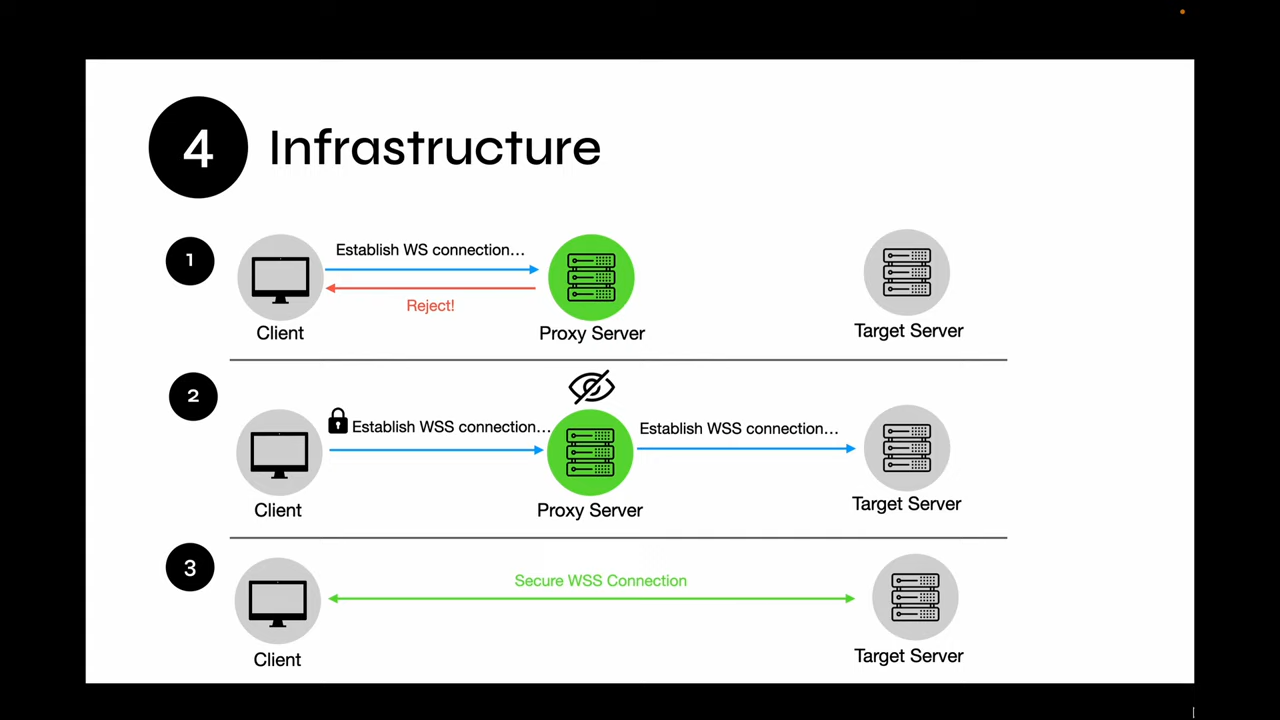 4 Infrastructure
1
Establish WS connection...
Reject!
Client
Proxy Server
Target Server
2
Establish WSS connection...
Establish WSS connection...
Client
Proxy Server
Target Server
3
Secure WSS Connection
Client
Target Server